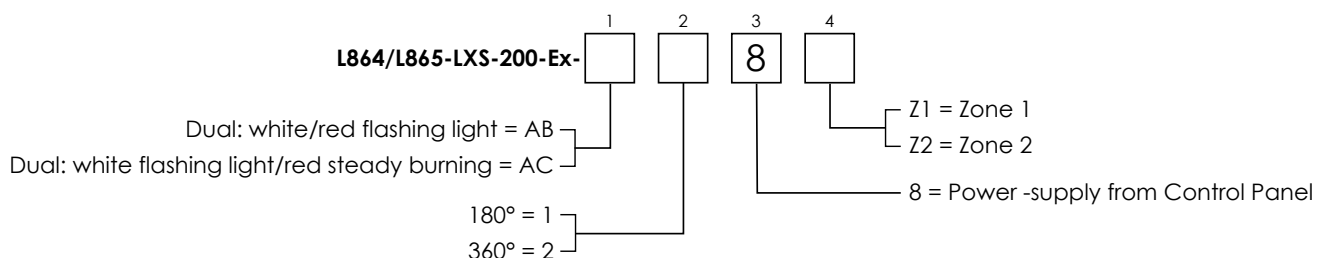 1 2 3 4
L864/L865-LXS-200-Ex- 8
Dual: white/red flashing light = AB
Dual: white flashing light/red steady burning = AC
180° = 1
360° = 2
Z1 = Zone 1
Z2 = Zone 2
8 = Power -supply from Control Panel